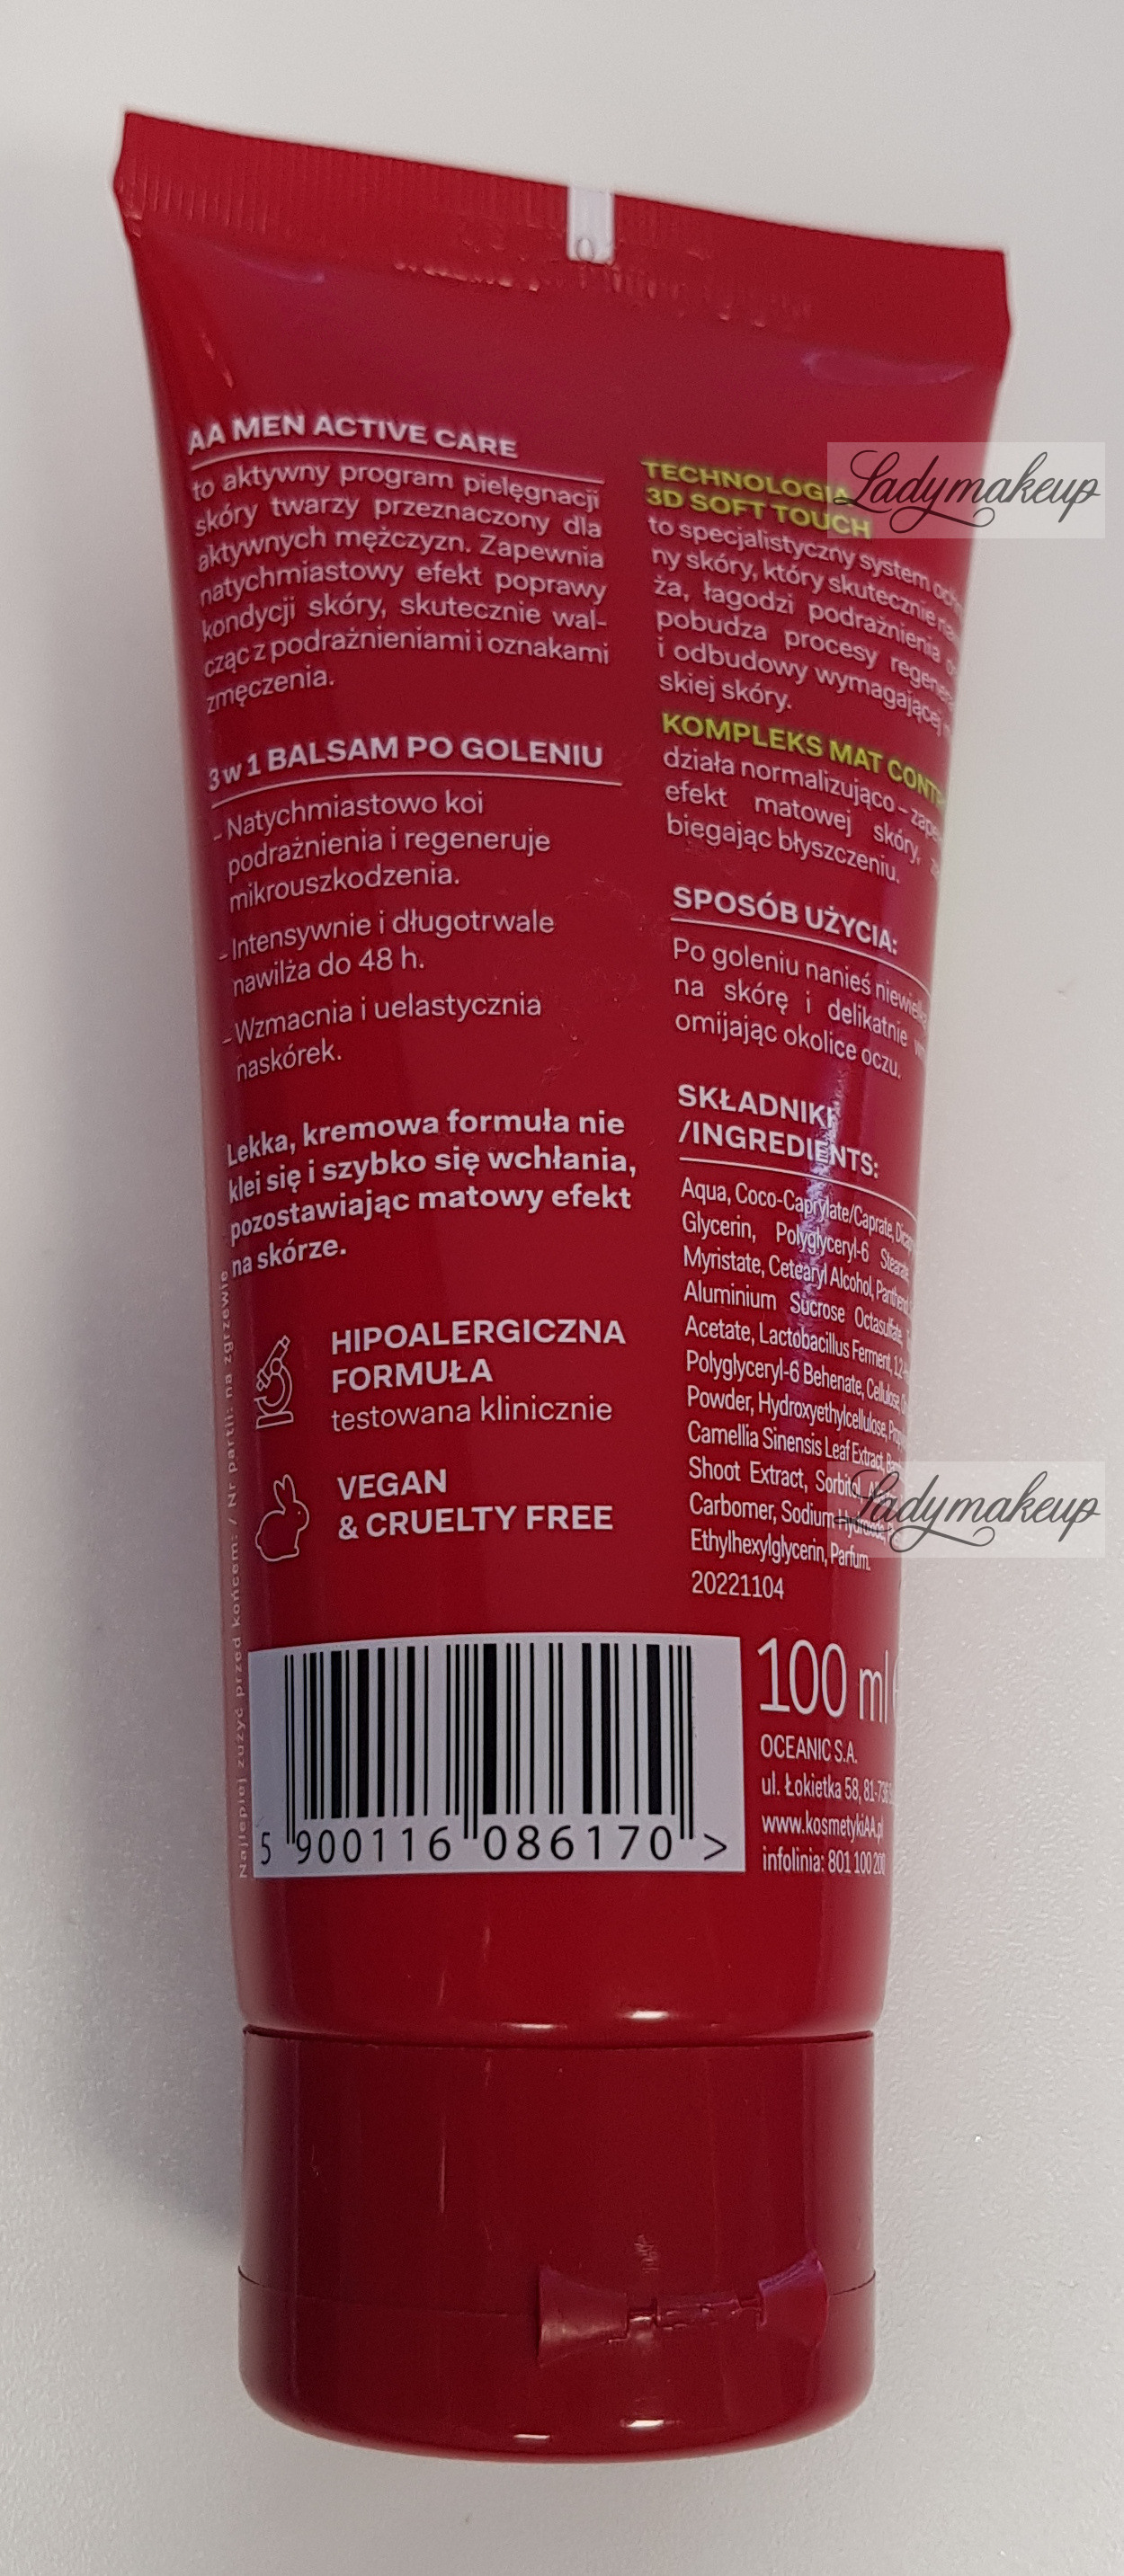 AA MEN ACTIVE CARE
to aktywny program pielęgnacji
skóry twarzy przeznaczony dla
aktywnych mężczyzn. Zapewnia
natychmiastowy efekt poprawy
kondycji skóry, skutecznie wal-
cząc z podrażnieniami i oznakami
zmęczenia.
3 w 1 BALSAM PO GOLENIU
– Natychmiastowo koi
podrażnienia i regeneruje
mikrouszkodzenia.
– Intensywnie i długotrwale
nawilża do 48 h.
– Wzmacnia i uelastycznia
naskórek.
Lekka, kremowa formuła nie
klei się i szybko się wchłania,
pozostawiając matowy efekt
na skórze.
HIPOALERGICZNA
FORMUŁA
testowana klinicznie
VEGAN
& CRUELTY FREE
Najlepiej zużyć przed końcem: / Nr partii: na zgrzewie
5 900116 086170 >
TECHNOLOGIA
3D SOFT TOUCH
to specjalistyczny system
ny skóry, który skutecznie
ża, łagodzi podrażnienia
pobudza procesy
i odbudowy wymagającej
skiej skóry.
KOMPLEKS MAT
działa normalizująco –
efekt matowej skóry,
biegając błyszczeniu.
SPOSÓB UŻYCIA:
Po goleniu nanieś
na skórę i delikatnie
omijając okolice oczu.
SKŁADNIKI
/INGREDIENTS:
Aqua, Coco-Caprylate/Caprate,
Glycerin, Polyglyceryl-6
Myristate, Cetearyl Alcohol,
Aluminium Sucrose Octasulfate,
Acetate, Lactobacillus Ferment,
Polyglyceryl-6 Behenate, Cellulose,
Powder, Hydroxyethylcellulose,
Camellia Sinensis Leaf Extract,
Shoot Extract, Sorbitol,
Carbomer, Sodium
Ethylhexylglycerin, Parfum.
20221104
100 ml
OCEANIC S.A.
ul. Łokietka 58,
www.kosmetykiAA.pl
infolinia: 801 100 200
Ladymakeup
Ladymakeup